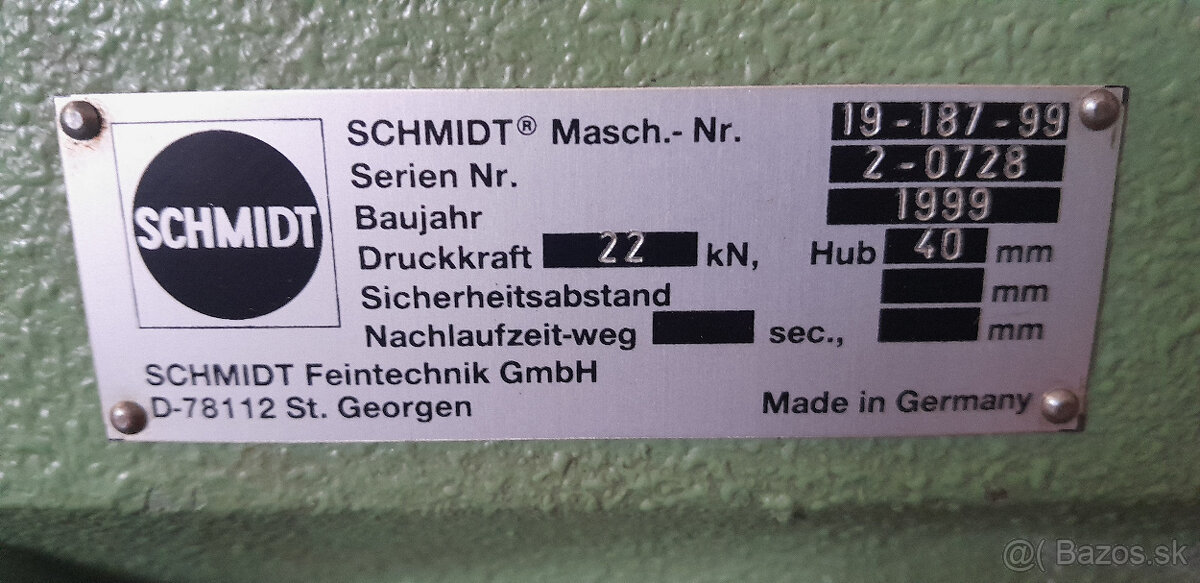 SCHMIDT
SCHMIDT® Masch.- Nr. 19-187-99
Serien Nr. 2-0728
Baujahr 1999
Druckkraft 22 kN, Hub 40 mm
Sicherheitsabstand mm
Nachlaufzeit-weg sec., mm
SCHMIDT Feintechnik GmbH
D-78112 St. Georgen
Made in Germany
@( Bazos.sk